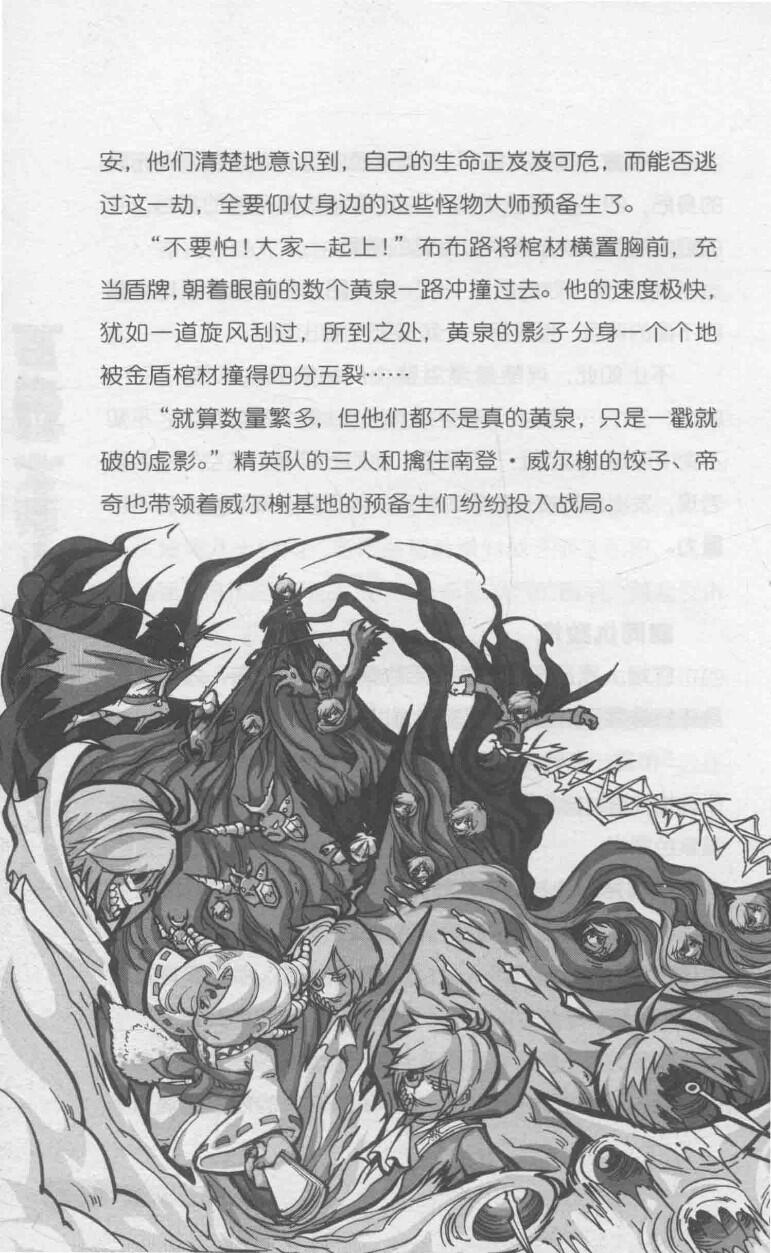 安，他们清楚地意识到，自己的生命正岌岌可危，而能否逃
过这一劫，全要仰仗身边的这些怪物大师预备生了。
“不要怕！大家一起上！”布布路将棺材横置胸前，充
当盾牌，朝着眼前的数个黄泉一路冲撞过去。他的速度极快，
犹如一道旋风刮过，所到之处，黄泉的影子分身一个个地
被金盾棺材撞得四分五裂……
“就算数量繁多，但他们都不是真的黄泉，只是一戳就
破的虚影。”精英队的三人和擒住南登·威尔榭的饺子、帝
奇也带领着威尔榭基地的预备生们纷纷投入战局。